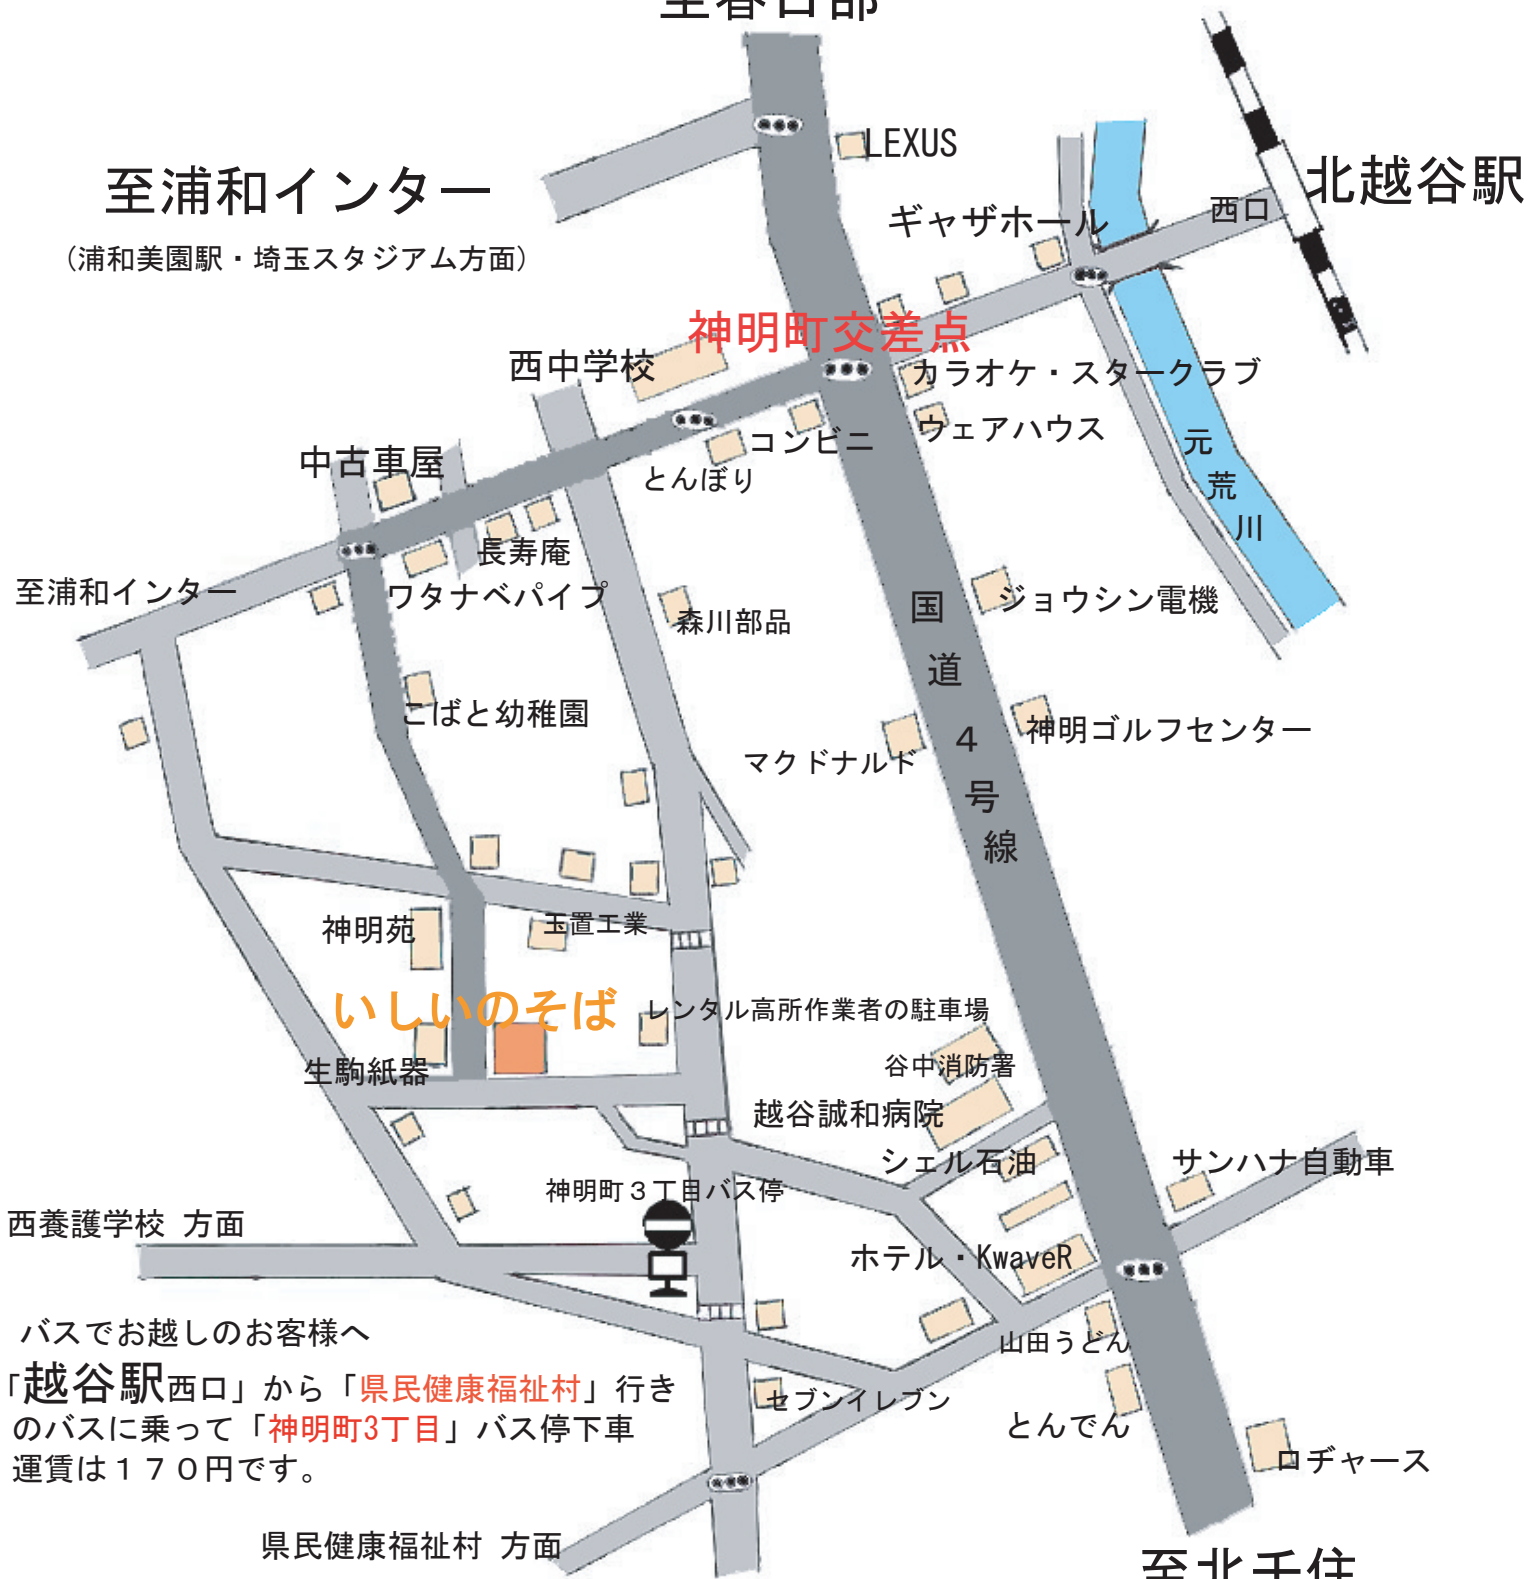 至春日部
LEXUS
至浦和インター
北越谷駅
西口
ギャザホール
（浦和美園駅・埼玉スタジアム方面）
神明町交差点
西中学校
カラオケ・スタークラブ
ウェアハウス
コンビニ
とんぼり
中古車屋
元
荒
川
長寿庵
ワタナベパイプ
至浦和インター
森川部品
ジョウシン電機
国
道
4
号
線
こばと幼稚園
神明ゴルフセンター
マクドナルド
神明苑
玉置工業
いしいのそば
レンタル高所作業者の駐車場
谷中消防署
生駒紙器
越谷誠和病院
シェル石油
サンハナ自動車
神明町３丁目バス停
西養護学校 方面
ホテル・KwaveR
山田うどん
バスでお越しのお客様へ
「越谷駅西口」から「県民健康福祉村」行き
のバスに乗って「神明町3丁目」バス停下車
運賃は１７０円です。
セブンイレブン
とんでん
ロヂャース
県民健康福祉村 方面
至北千住